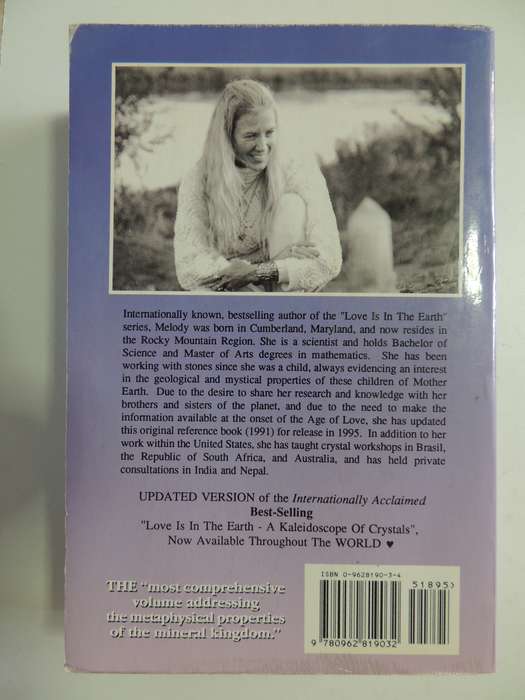 Internationally known, bestselling author of the "Love Is In The Earth"
series, Melody was born in Cumberland, Maryland, and now resides in
the Rocky Mountain Region. She is a scientist and holds Bachelor of
Science and Master of Arts degrees in mathematics. She has been
working with stones since she was a child, always evidencing an interest
in the geological and mystical properties of these children of Mother
Earth. Due to the desire to share her research and knowledge with her
brothers and sisters of the planet, and due to the need to make the
information available at the onset of the Age of Love, she has updated
this original reference book (1991) for release in 1995. In addition to her
work within the United States, she has taught crystal workshops in Brasil,
the Republic of South Africa, and Australia, and has held private
consultations in India and Nepal.
UPDATED VERSION of the Internationally Acclaimed
Best-Selling
"Love Is In The Earth - A Kaleidoscope Of Crystals",
Now Available Throughout The WORLD ♥
THE "most comprehensive
volume addressing
the metaphysical properties
of the mineral kingdom."
ISBN 0-9628190-3-4
51895
9 780962 819032